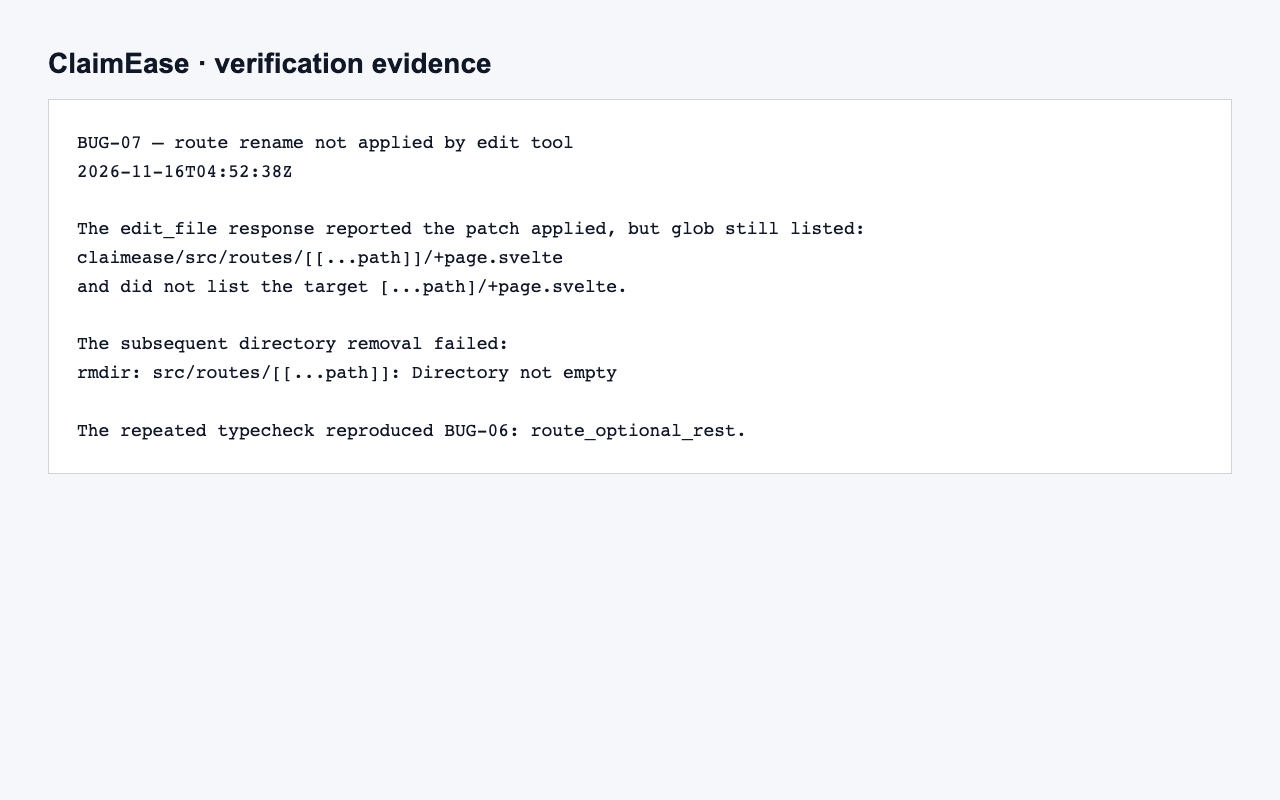 ClaimEase · verification evidence
BUG-07 — route rename not applied by edit tool
2026-11-16T04:52:38Z
The edit_file response reported the patch applied, but glob still listed:
claimease/src/routes/[[...path]]/+page.svelte
and did not list the target [...path]/+page.svelte.
The subsequent directory removal failed:
rmdir: src/routes/[[...path]]: Directory not empty
The repeated typecheck reproduced BUG-06: route_optional_rest.